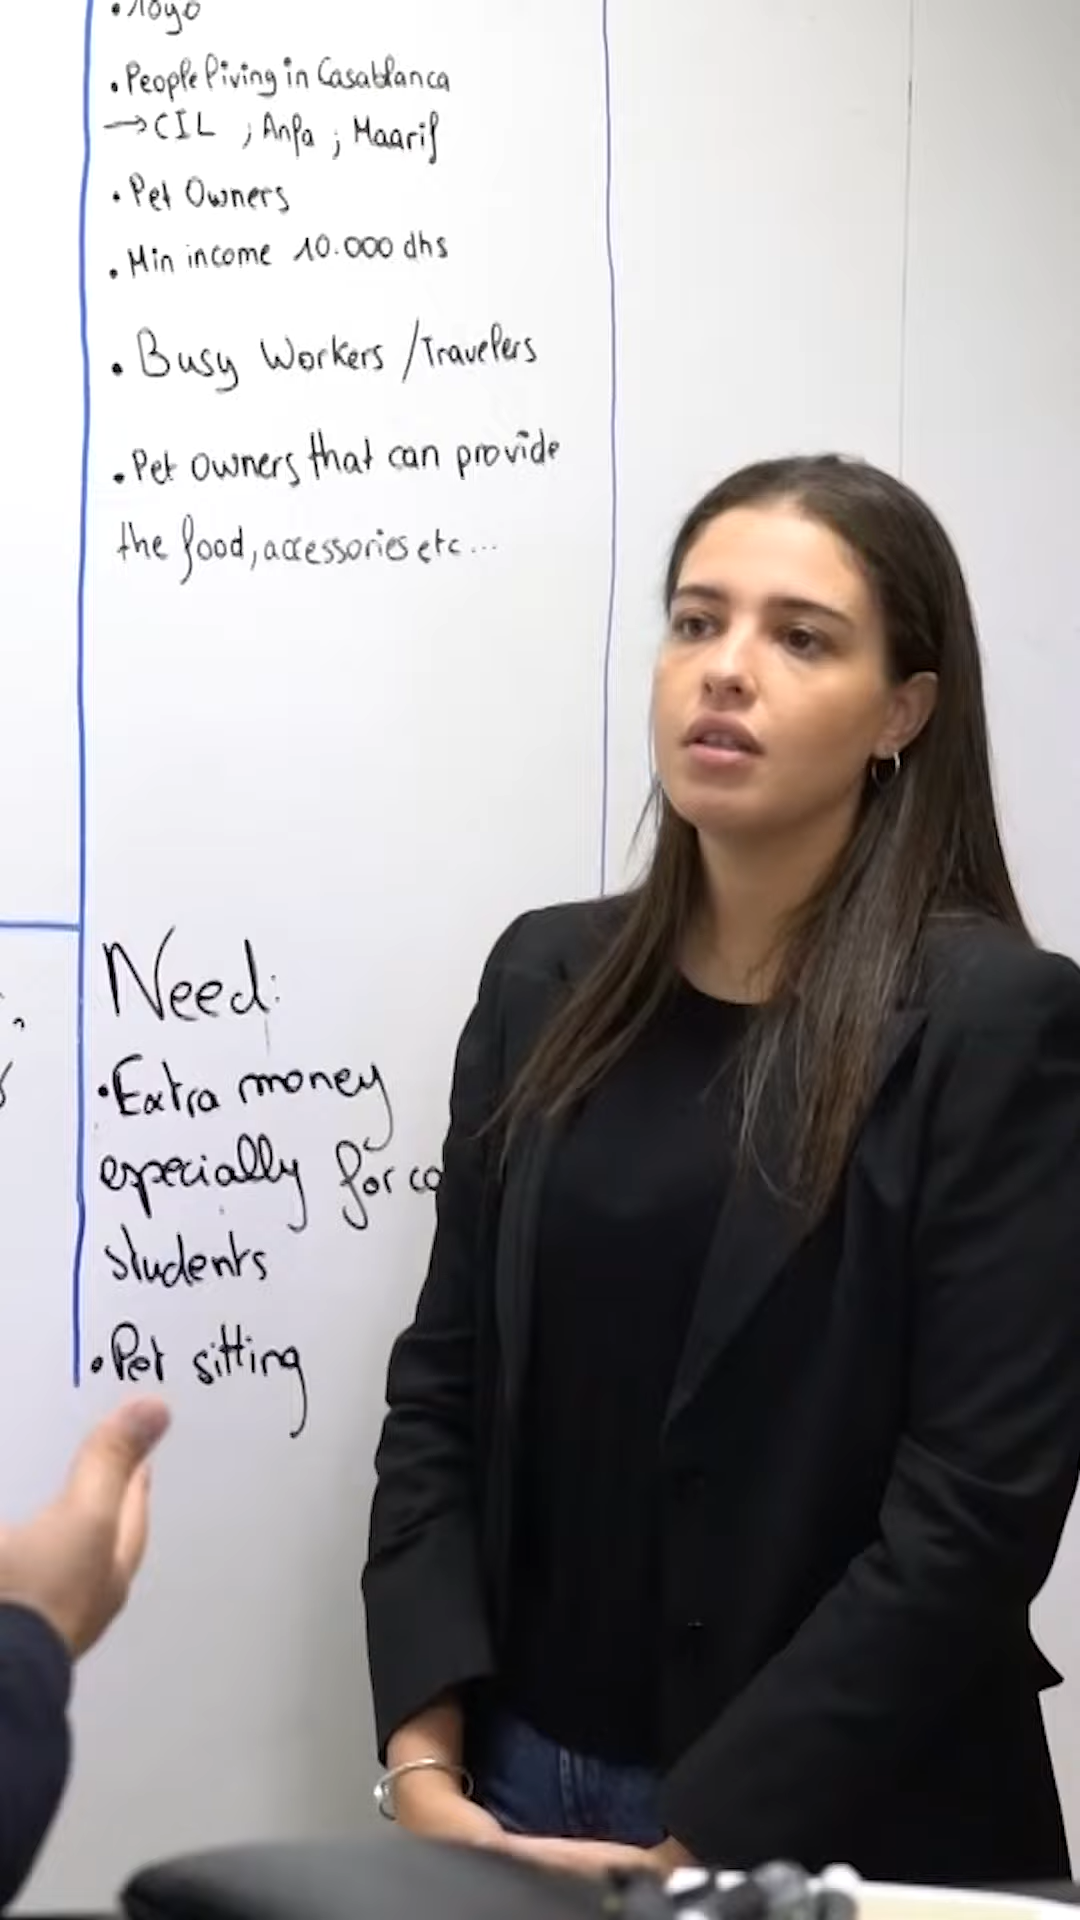 • People living in Casablanca
→ CIL ; Anfa ; Maarif
• Pet Owners
• Min income 10.000 dhs
• Busy Workers / Travelers
• Pet owners that can provide
the food, accessories etc...
Need:
• Extra money
especially for co
students
• Pet sitting